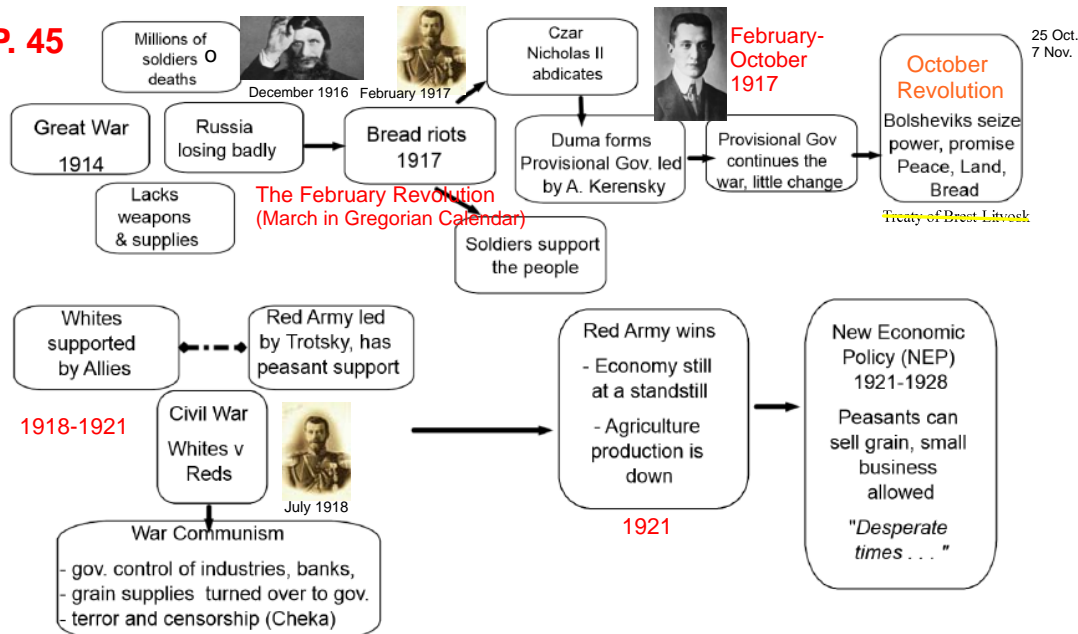 P. 45
Millions of
soldiers o
deaths
December 1916
February 1917
Czar
Nicholas II
abdicates
February-
October
1917
25 Oct.
7 Nov.
Great War
1914
Russia
losing badly
Bread riots
1917
Duma forms
Provisional Gov. led
by A. Kerensky
Provisional Gov
continues the
war, little change
October
Revolution
Bolsheviks seize
power, promise
Peace, Land,
Bread
Treaty of Brest-Litvosk
Lacks
weapons
& supplies
The February Revolution
(March in Gregorian Calendar)
Soldiers support
the people
Whites
supported
by Allies
Red Army led
by Trotsky, has
peasant support
1918-1921
Civil War
Whites v
Reds
July 1918
War Communism
- gov. control of industries, banks,
- grain supplies turned over to gov.
- terror and censorship (Cheka)
Red Army wins
- Economy still
at a standstill
- Agriculture
production is
down
1921
New Economic
Policy (NEP)
1921-1928
Peasants can
sell grain, small
business
allowed
"Desperate
times . . . "